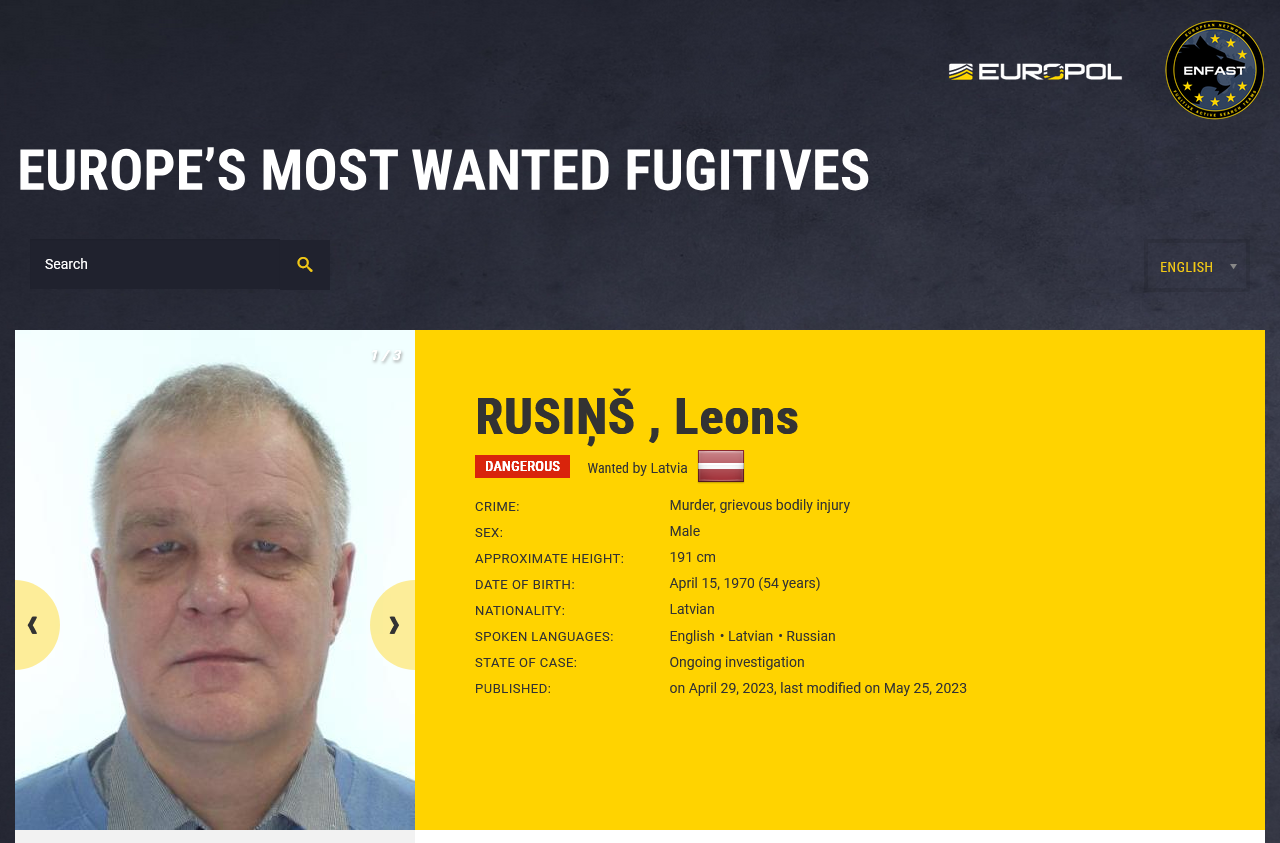 EUROPOL
ENFAST
EUROPE’S MOST WANTED FUGITIVES
Search
ENGLISH
1 / 3
RUSIŅŠ , Leons
DANGEROUS
Wanted by Latvia
CRIME: Murder, grievous bodily injury
SEX: Male
APPROXIMATE HEIGHT: 191 cm
DATE OF BIRTH: April 15, 1970 (54 years)
NATIONALITY: Latvian
SPOKEN LANGUAGES: English • Latvian • Russian
STATE OF CASE: Ongoing investigation
PUBLISHED: on April 29, 2023, last modified on May 25, 2023